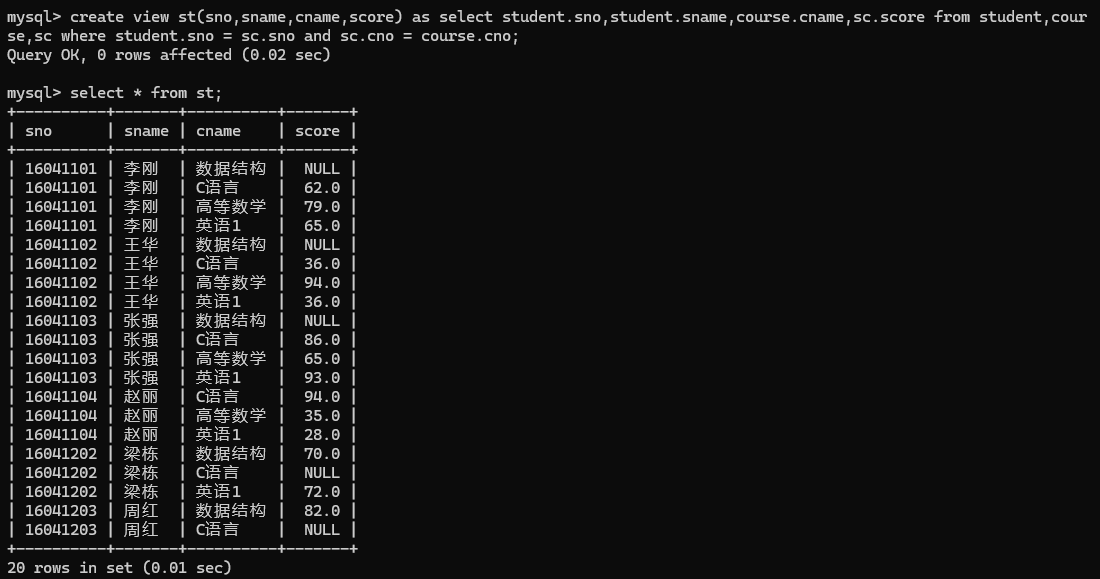 mysql> create view st(sno,sname,cname,score) as select student.sno,student.sname,course.cname,sc.score from student,cour
se,sc where student.sno = sc.sno and sc.cno = course.cno;
Query OK, 0 rows affected (0.02 sec)

mysql> select * from st;
+----------+-------+----------+-------+
| sno      | sname | cname    | score |
+----------+-------+----------+-------+
| 16041101 | 李刚  | 数据结构 |  NULL |
| 16041101 | 李刚  | C语言    |  62.0 |
| 16041101 | 李刚  | 高等数学 |  79.0 |
| 16041101 | 李刚  | 英语1    |  65.0 |
| 16041102 | 王华  | 数据结构 |  NULL |
| 16041102 | 王华  | C语言    |  36.0 |
| 16041102 | 王华  | 高等数学 |  94.0 |
| 16041102 | 王华  | 英语1    |  36.0 |
| 16041103 | 张强  | 数据结构 |  NULL |
| 16041103 | 张强  | C语言    |  86.0 |
| 16041103 | 张强  | 高等数学 |  65.0 |
| 16041103 | 张强  | 英语1    |  93.0 |
| 16041104 | 赵丽  | C语言    |  94.0 |
| 16041104 | 赵丽  | 高等数学 |  35.0 |
| 16041104 | 赵丽  | 英语1    |  28.0 |
| 16041202 | 梁栋  | 数据结构 |  70.0 |
| 16041202 | 梁栋  | C语言    |  NULL |
| 16041202 | 梁栋  | 英语1    |  72.0 |
| 16041203 | 周红  | 数据结构 |  82.0 |
| 16041203 | 周红  | C语言    |  NULL |
+----------+-------+----------+-------+
20 rows in set (0.01 sec)